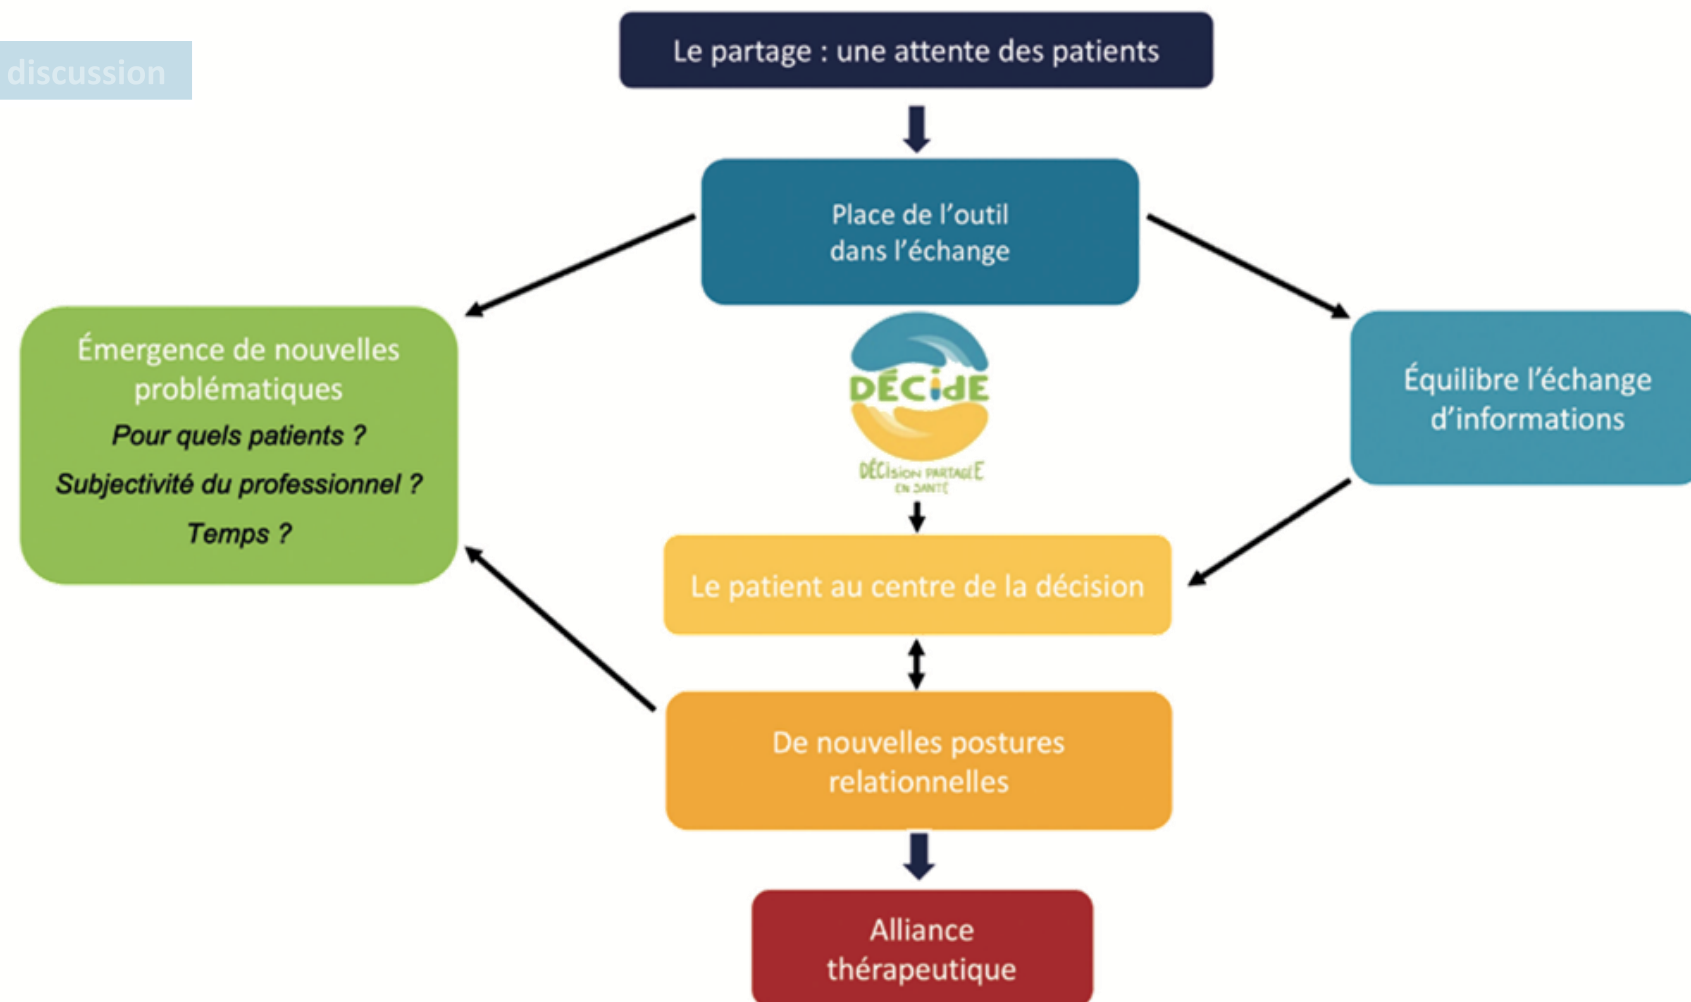 discussion
Le partage : une attente des patients
Place de l'outil
dans l'échange
Émergence de nouvelles
problématiques
Pour quels patients ?
Subjectivité du professionnel ?
Temps ?
DÉCiDE
DÉCision PARTAGÉE
EN SANTÉ
Équilibre l'échange
d'informations
Le patient au centre de la décision
De nouvelles postures
relationnelles
Alliance
thérapeutique